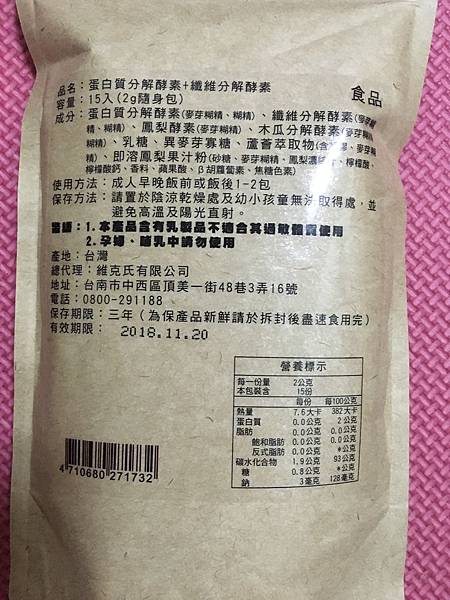 品名：蛋白質分解酵素+纖維分解酵素
食品
容量：15入(2g隨身包)
成分：蛋白質分解酵素(麥芽糊精、糊精)、纖維分解酵素(麥芽糊
精、糊精)、鳳梨酵素(麥芽糊精)、木瓜分解酵素(麥芽糊
精)、乳糖、異麥芽寡糖、蘆薈萃取物(含
)、即溶鳳梨果汁粉(砂糖、麥芽糊精、鳳梨濃
、檸檬酸、
檸檬酸鈣、香料、蘋果酸、β胡蘿蔔素、焦糖色素)
使用方法：成人早晚飯前或飯後1-2包
保存方法：請置於陰涼乾燥處及幼小孩童無法取得處，並
避免高溫及陽光直射。
警語：1.本產品含有乳製品不適合其過敏體質使用
2.孕婦、哺乳中請勿使用
產地：台灣
總代理：維克氏有限公司
地址：台南市中西區頂美一街48巷3弄16號
電話：0800-291188
保存期限：三年(為保產品新鮮請於拆封後盡速食用完)
有效期限：2018.11.20
營養標示
每一份量 2公克
本包裝含 15份
每份 每100公克
熱量 7.6大卡 382大卡
蛋白質 0.0公克 2公克
脂肪 0.0公克 0.0公克
飽和脂肪 0.0公克 0.0公克
反式脂肪 0.0公克 *公克
碳水化合物 1.9公克 93公克
糖 0.8公克 *公克
鈉 3毫克 128毫克
4710680271732